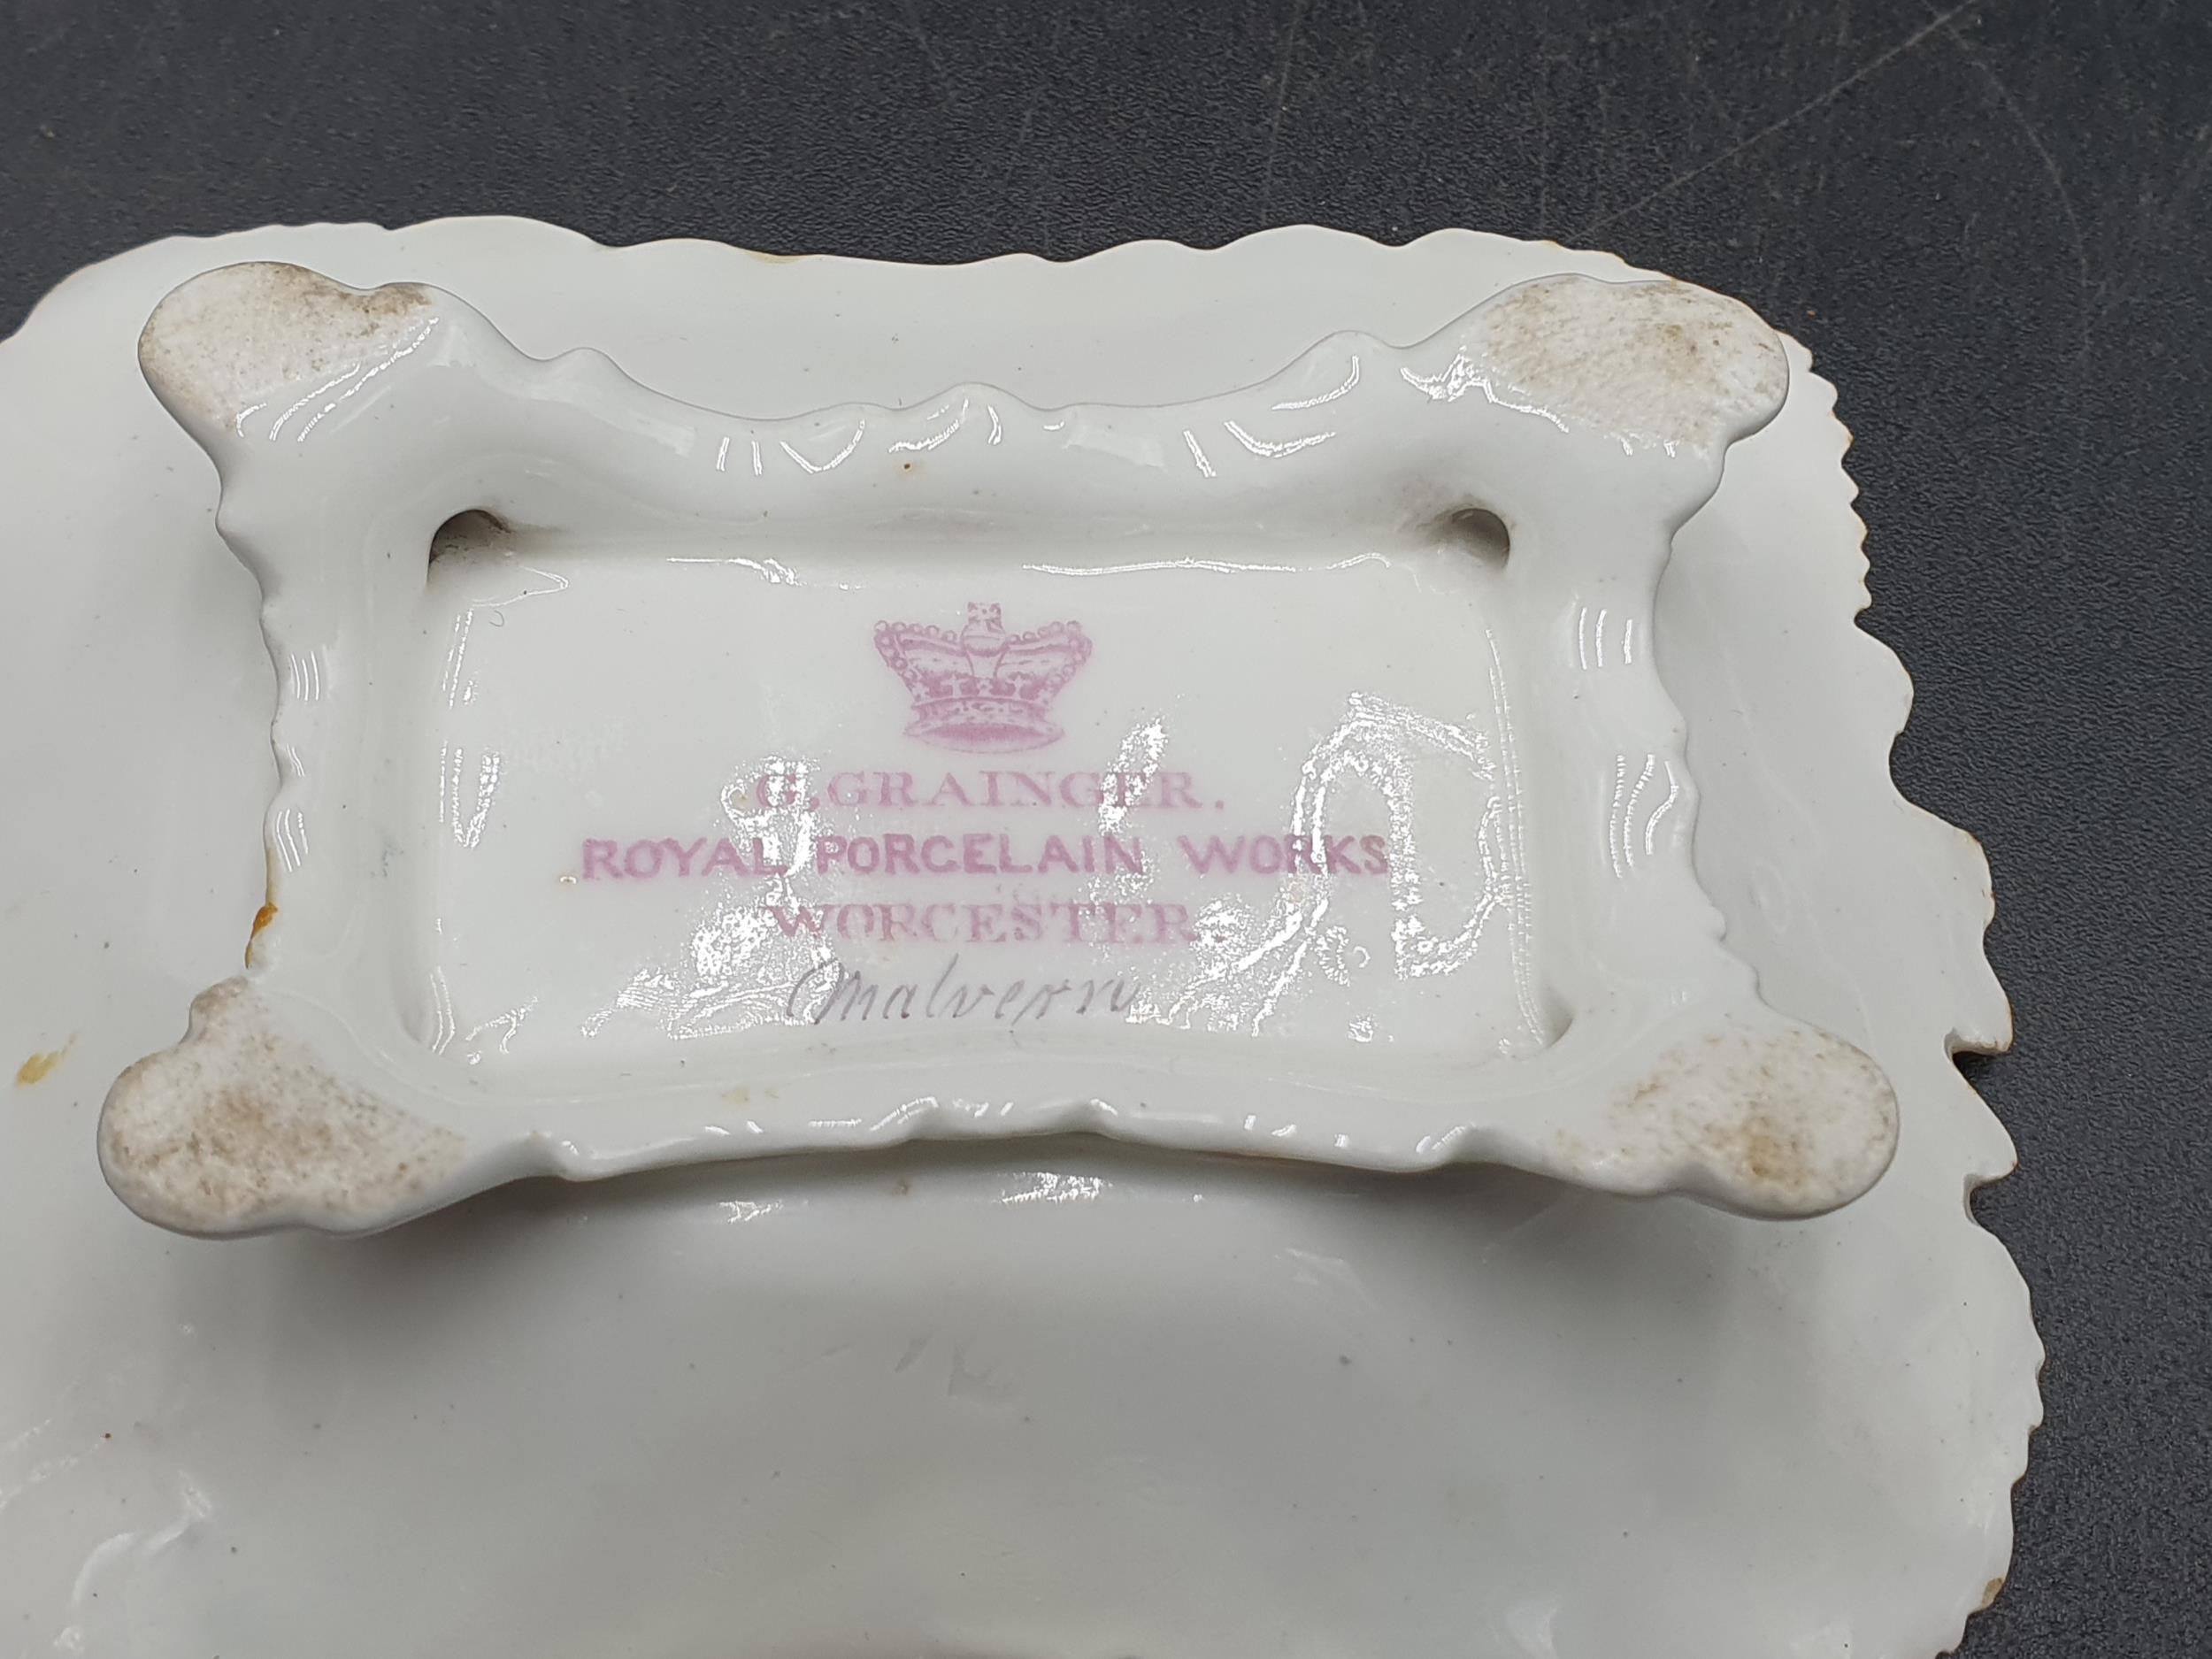 G. GRAINGER.
ROYAL PORCELAIN WORKS
WORCESTER.
Malvern